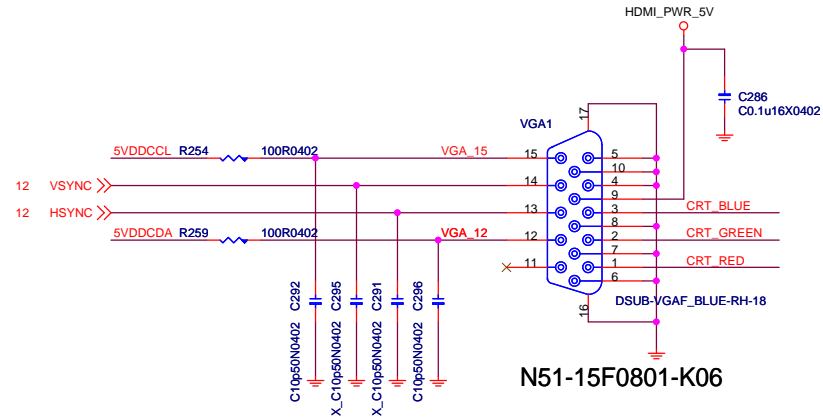 HDMI_PWR_5V
C286
C0.1u16X0402
VGA1
17
5VDDCCL R254 100R0402 VGA_15 15 5
10
12 VSYNC 14 4
9
12 HSYNC 13 3 CRT_BLUE
8
5VDDCDA R259 100R0402 VGA_12 12 2 CRT_GREEN
7
11 1 CRT_RED
6
16
DSUB-VGAF_BLUE-RH-18
C10p50N0402 C292
X_C10p50N0402 C295
X_C10p50N0402 C291
C10p50N0402 C296
N51-15F0801-K06